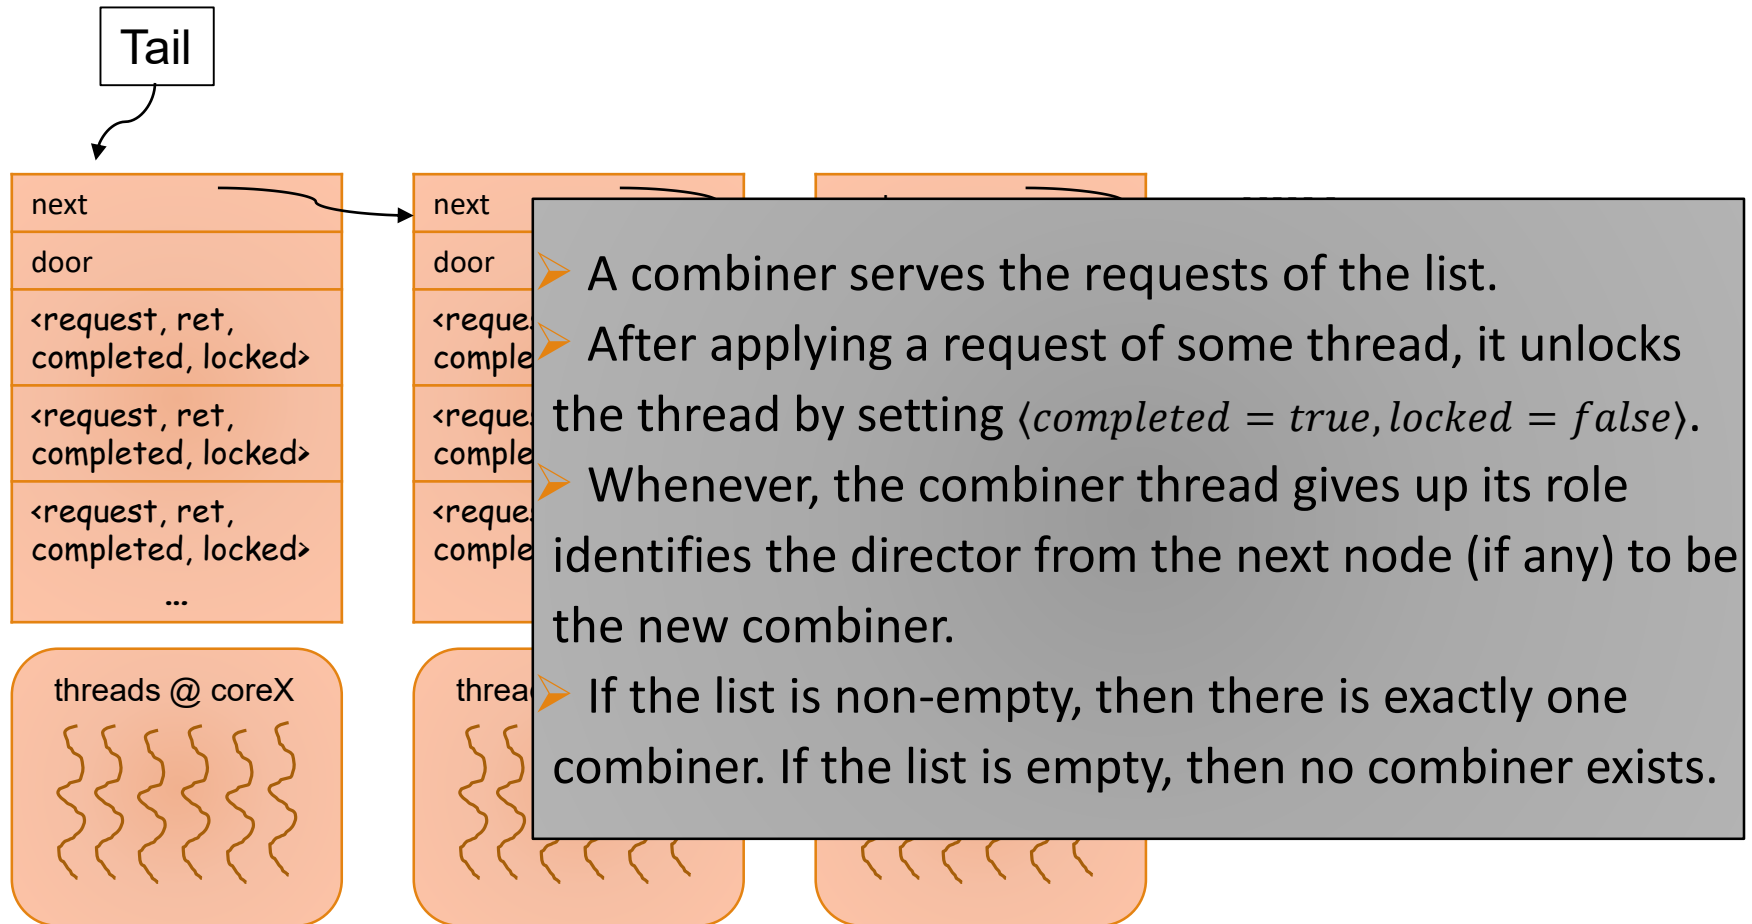 Tail
next
door
<request, ret,
completed, locked>
<request, ret,
completed, locked>
<request, ret,
completed, locked>
...
threads @ coreX
next
door
➢ A combiner serves the requests of the list.
➢ After applying a request of some thread, it unlocks
the thread by setting ⟨completed = true, locked = false⟩.
➢ Whenever, the combiner thread gives up its role
identifies the director from the next node (if any) to be
the new combiner.
➢ If the list is non-empty, then there is exactly one
combiner. If the list is empty, then no combiner exists.